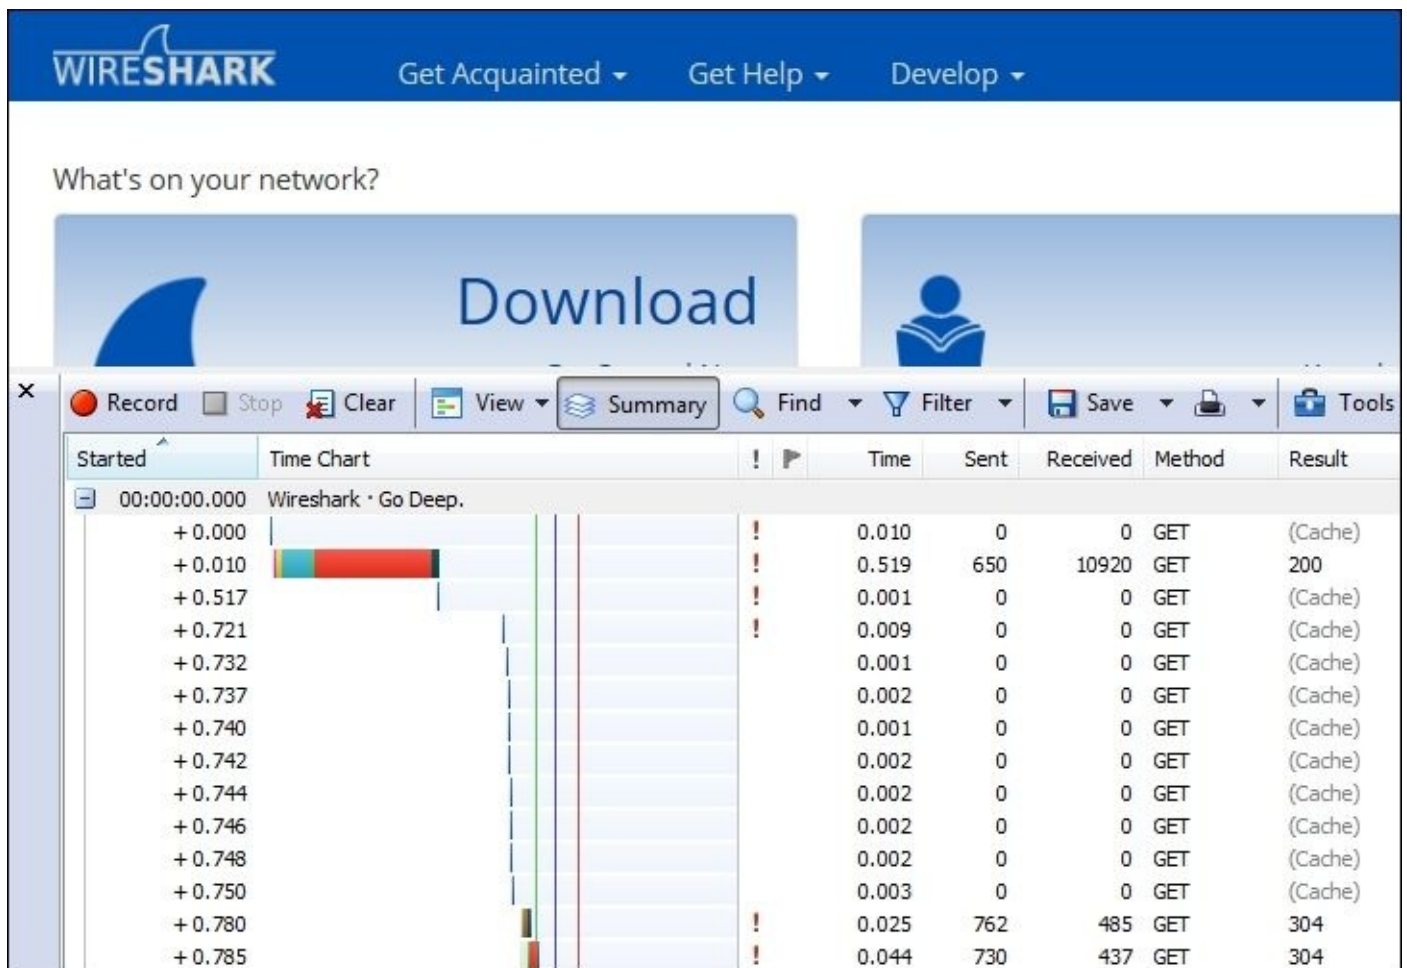 WIRESHARK Get Acquainted Get Help Develop
What's on your network?
Download
Record Stop Clear View Summary Find Filter Save Tools
Started Time Chart ! Time Sent Received Method Result
00:00:00.000 Wireshark · Go Deep.
+ 0.000 ! 0.010 0 0 GET (Cache)
+ 0.010 ! 0.519 650 10920 GET 200
+ 0.517 ! 0.001 0 0 GET (Cache)
+ 0.721 ! 0.009 0 0 GET (Cache)
+ 0.732 0.001 0 0 GET (Cache)
+ 0.737 0.002 0 0 GET (Cache)
+ 0.740 0.001 0 0 GET (Cache)
+ 0.742 0.002 0 0 GET (Cache)
+ 0.744 0.002 0 0 GET (Cache)
+ 0.746 0.002 0 0 GET (Cache)
+ 0.748 0.002 0 0 GET (Cache)
+ 0.750 0.003 0 0 GET (Cache)
+ 0.780 ! 0.025 762 485 GET 304
+ 0.785 ! 0.044 730 437 GET 304